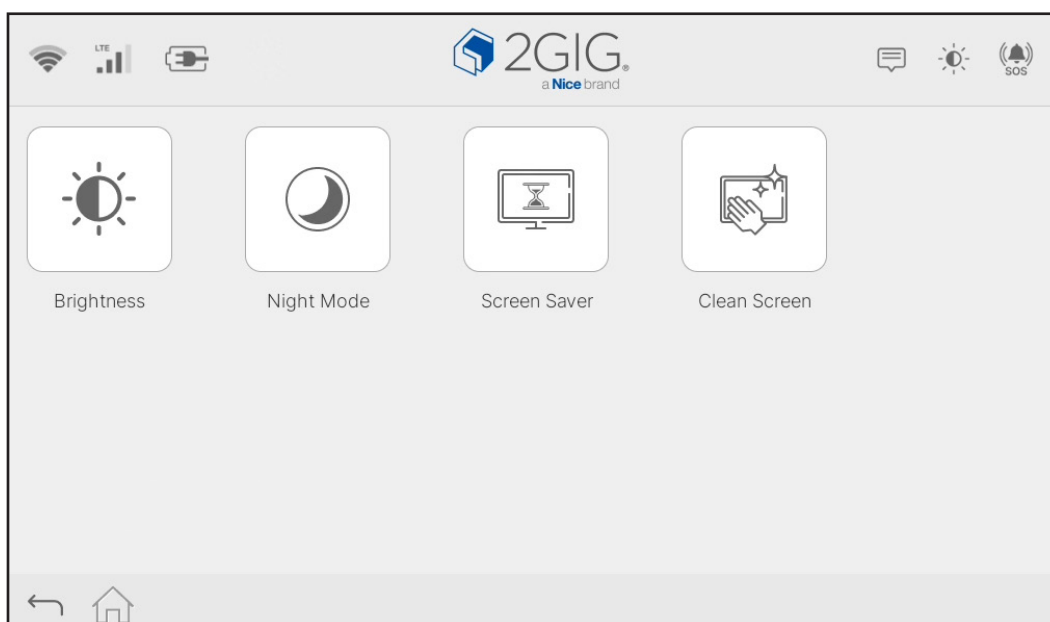 LTE
2GIG®
a Nice brand
SOS
Brightness
Night Mode
Screen Saver
Clean Screen